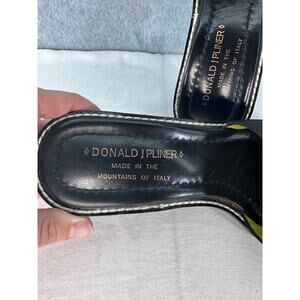 DONALD J PLINER
MADE IN THE
MOUNTAINS OF ITALY
◊ DONALD J PLINER ◊
MADE IN THE
MOUNTAINS OF ITALY